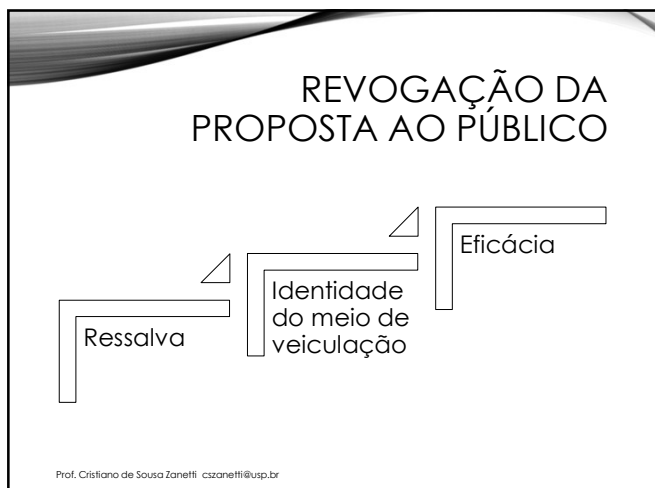 REVOGAÇÃO DA
PROPOSTA AO PÚBLICO
Ressalva
Identidade
do meio de
veiculação
Eficácia
Prof. Cristiano de Sousa Zanetti cszanetti@usp.br